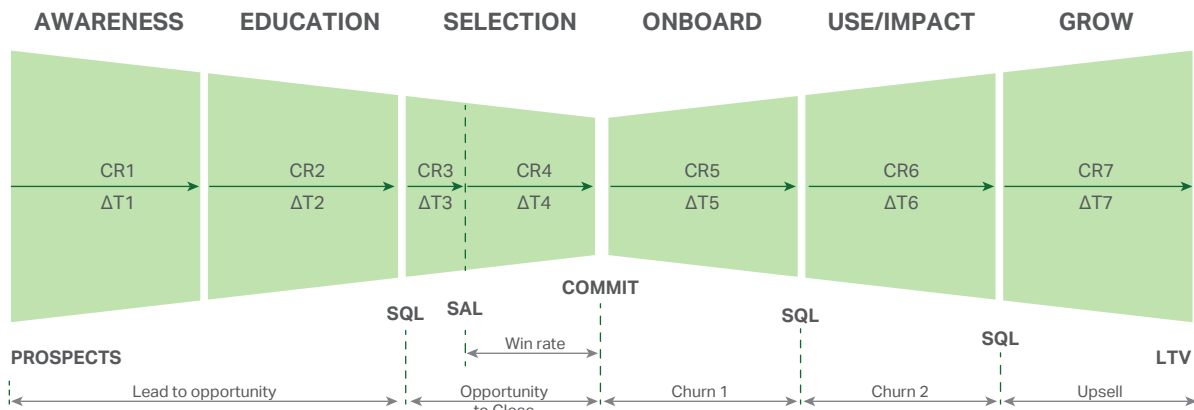 AWARENESS
EDUCATION
SELECTION
ONBOARD
USE/IMPACT
GROW
CR1
CR2
CR3
CR4
CR5
CR6
CR7
ΔT1
ΔT2
ΔT3
ΔT4
ΔT5
ΔT6
ΔT7
COMMIT
SQL
SAL
SQL
SQL
Win rate
PROSPECTS
LTV
Lead to opportunity
Opportunity
to Close
Churn 1
Churn 2
Upsell